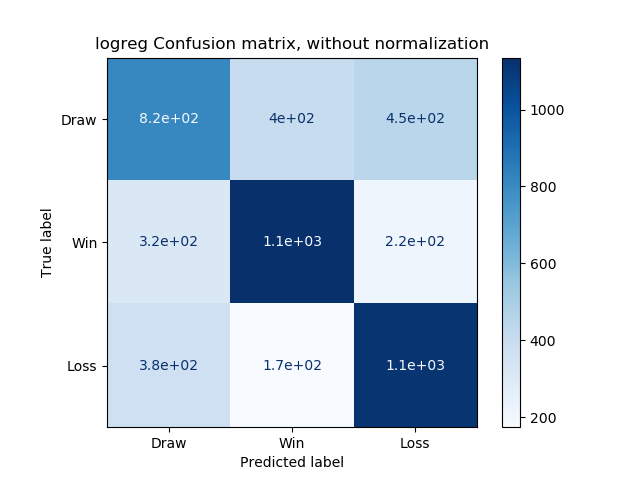 logreg Confusion matrix, without normalization
Draw 8.2e+02 4e+02 4.5e+02
Win 3.2e+02 1.1e+03 2.2e+02
Loss 3.8e+02 1.7e+02 1.1e+03
Draw Win Loss
Predicted label
True label
1000
800
600
400
200